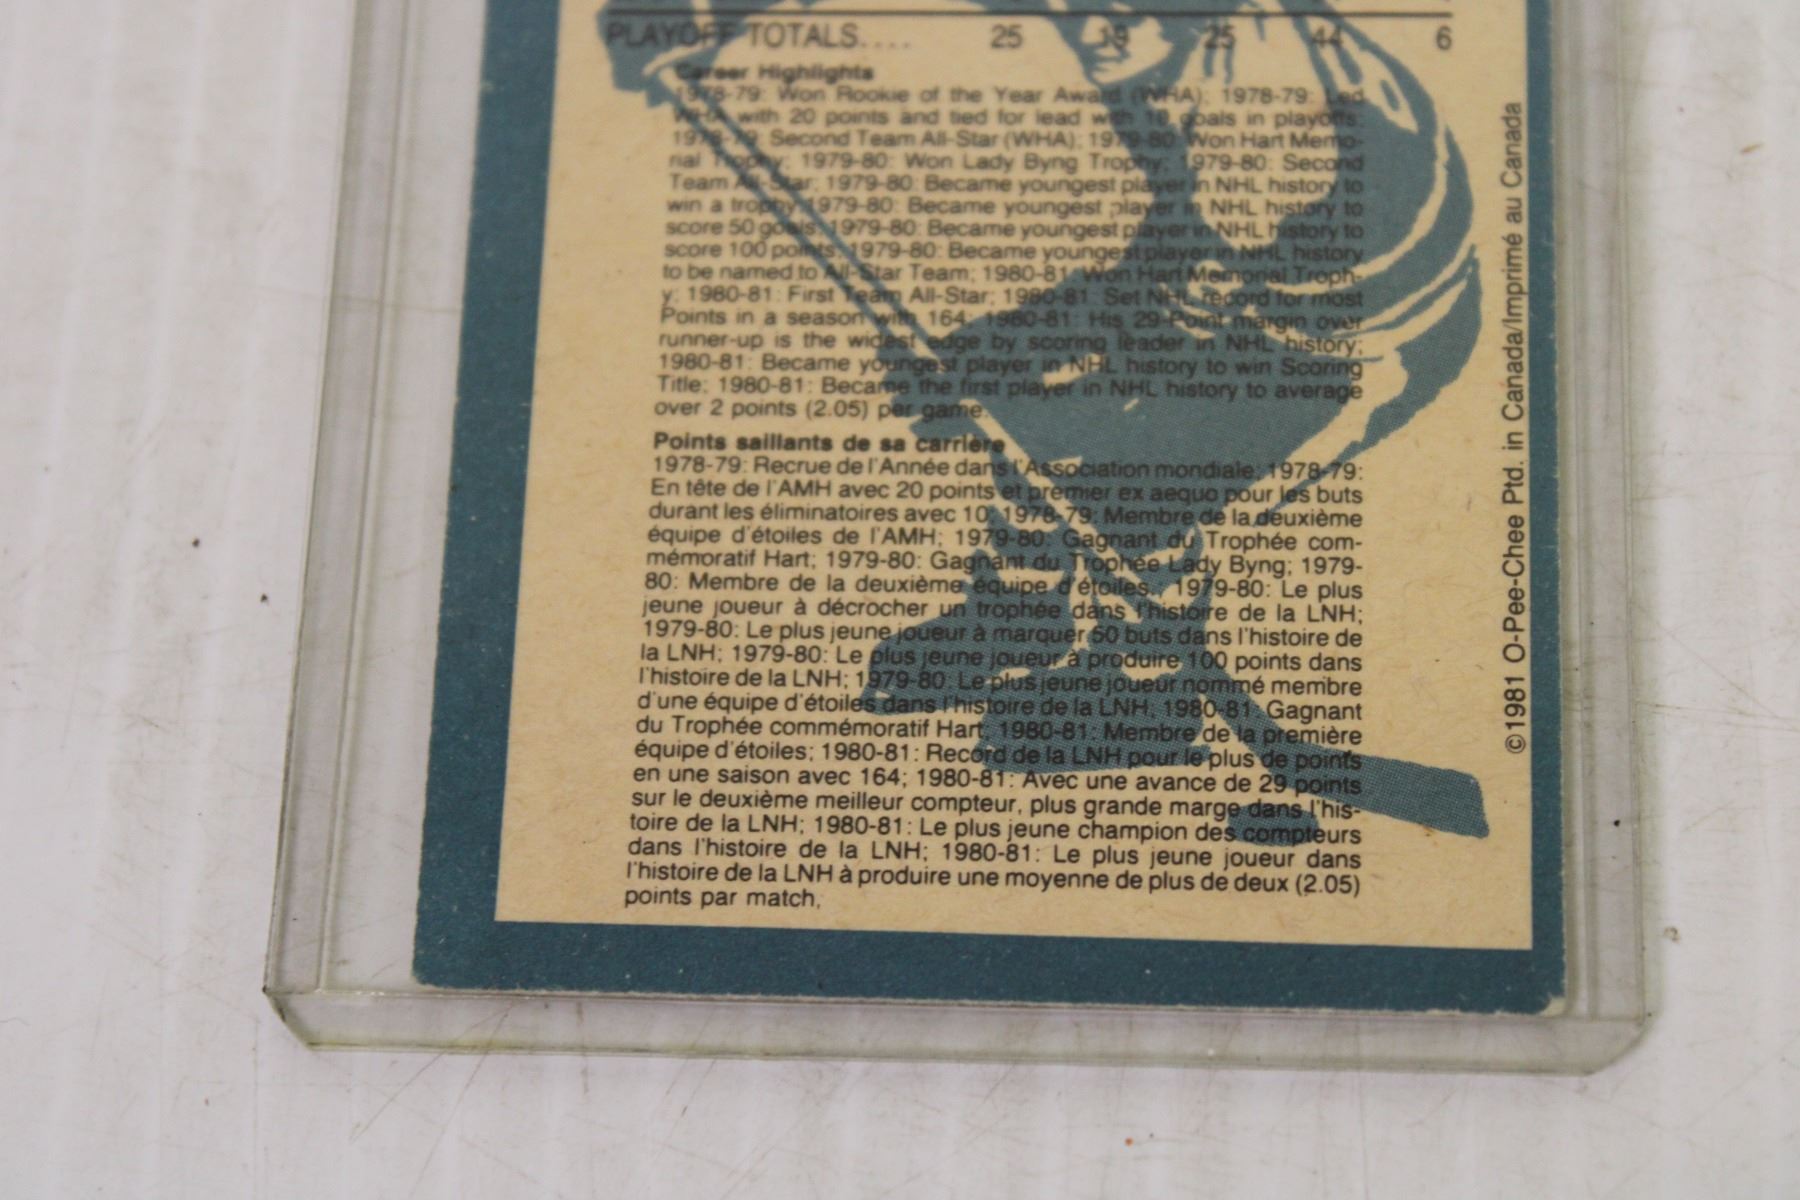 PLAYOFF TOTALS.... 25 19 25 44 6
Career Highlights
1978-79: Won Rookie of the Year Award (WHA); 1978-79: Led
WHA with 20 points and tied for lead with 10 goals in playoffs;
1978-79: Second Team All-Star (WHA); 1979-80: Won Hart Memo-
rial Trophy; 1979-80: Won Lady Byng Trophy; 1979-80: Second
Team All-Star; 1979-80: Became youngest player in NHL history to
win a trophy; 1979-80: Became youngest player in NHL history to
score 50 goals; 1979-80: Became youngest player in NHL history to
score 100 points; 1979-80: Became youngest player in NHL history
to be named to All-Star Team; 1980-81: Won Hart Memorial Troph-
y; 1980-81: First Team All-Star; 1980-81: Set NHL record for most
Points in a season with 164; 1980-81: His 29-Point margin over
runner-up is the widest edge by scoring leader in NHL history;
1980-81: Became youngest player in NHL history to win Scoring
Title; 1980-81: Became the first player in NHL history to average
over 2 points (2.05) per game.
Points saillants de sa carrière
1978-79: Recrue de l'Année dans l'Association mondiale; 1978-79:
En tête de l'AMH avec 20 points et premier ex aequo pour les buts
durant les éliminatoires avec 10; 1978-79: Membre de la deuxième
équipe d'étoiles de l'AMH; 1979-80: Gagnant du Trophée com-
mémoratif Hart; 1979-80: Gagnant du Trophée Lady Byng; 1979-
80: Membre de la deuxième équipe d'étoiles.. 1979-80: Le plus
jeune joueur à décrocher un trophée dans l'histoire de la LNH;
1979-80: Le plus jeune joueur à marquer 50 buts dans l'histoire de
la LNH; 1979-80: Le plus jeune joueur à produire 100 points dans
l'histoire de la LNH; 1979-80: Le plus jeune joueur nommé membre
d'une équipe d'étoiles dans l'histoire de la LNH; 1980-81: Gagnant
du Trophée commémoratif Hart; 1980-81: Membre de la première
équipe d'étoiles; 1980-81: Record de la LNH pour le plus de points
en une saison avec 164; 1980-81: Avec une avance de 29 points
sur le deuxième meilleur compteur, plus grande marge dans l'his-
toire de la LNH; 1980-81: Le plus jeune champion des compteurs
dans l'histoire de la LNH; 1980-81: Le plus jeune joueur dans
l'histoire de la LNH à produire une moyenne de plus de deux (2.05)
points par match,
©1981 O-Pee-Chee Ptd. in Canada/Imprimé au Canada